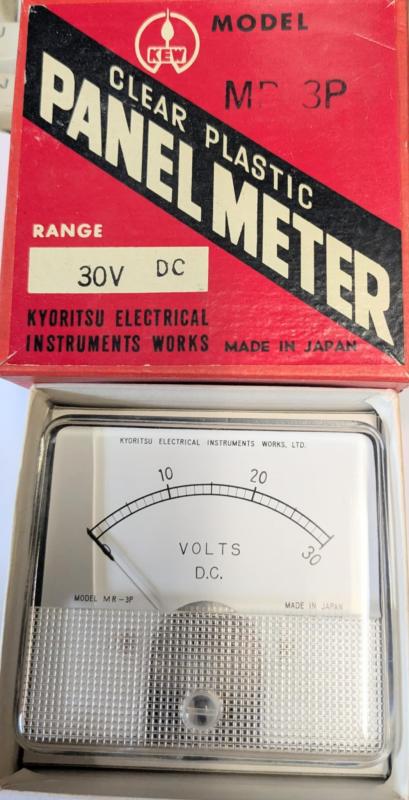 MODEL
KEW
MR-3P
CLEAR PLASTIC
PANEL METER
RANGE
30V DC
KYORITSU ELECTRICAL
INSTRUMENTS WORKS MADE IN JAPAN
KYORITSU ELECTRICAL INSTRUMENTS WORKS, LTD.
10
20
30
VOLTS
D.C.
MODEL MR-3P
MADE IN JAPAN